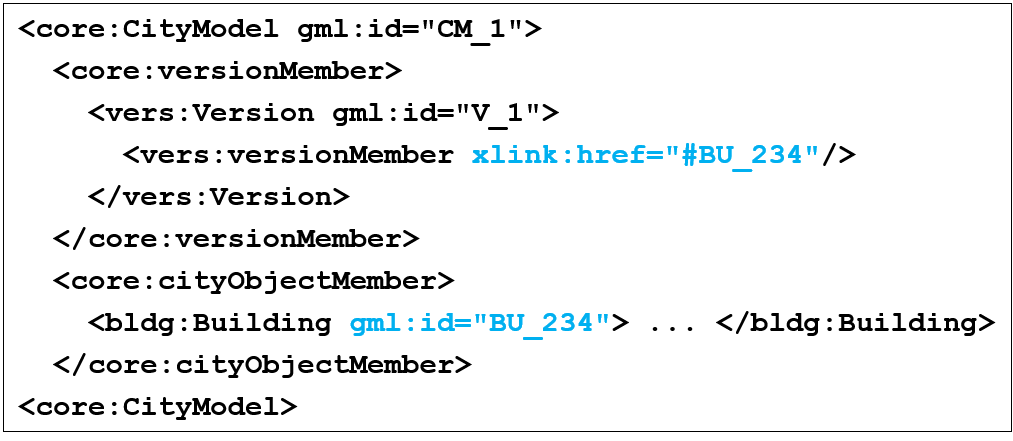 <core:CityModel gml:id="CM_1">
<core:versionMember>
<vers:Version gml:id="V_1">
<vers:versionMember xlink:href="#BU_234"/>
</vers:Version>
</core:versionMember>
<core:cityObjectMember>
<bldg:Building gml:id="BU_234"> ... </bldg:Building>
</core:cityObjectMember>
<core:CityModel>